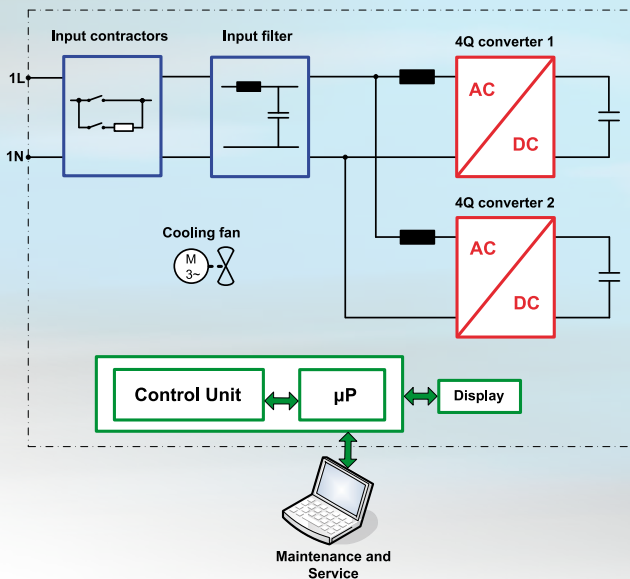 Input contractors
Input filter
4Q converter 1
1L
AC
DC
1N
4Q converter 2
Cooling fan
AC
M
3~
DC
Control Unit
µP
Display
Maintenance and
Service